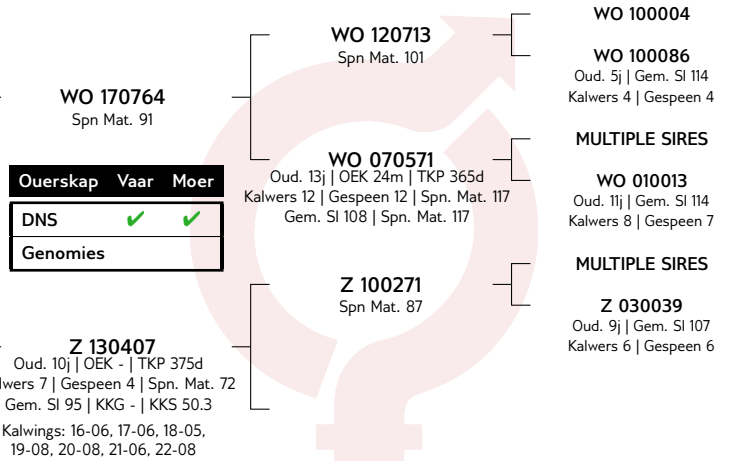 WO 100004
WO 120713
Spn Mat. 101
WO 100086
Oud. 5j | Gem. SI 114
Kalwers 4 | Gespeen 4
WO 170764
Spn Mat. 91
MULTIPLE SIRES
WO 070571
Oud. 13j | OEK 24m | TKP 365d
Kalwers 12 | Gespeen 12 | Spn. Mat. 117
Gem. SI 108 | Spn. Mat. 117
WO 010013
Oud. 11j | Gem. SI 114
Kalwers 8 | Gespeen 7
Ouerskap Vaar Moer
DNS ✔ ✔
Genomies
MULTIPLE SIRES
Z 100271
Spn Mat. 87
Z 030039
Oud. 9j | Gem. SI 107
Kalwers 6 | Gespeen 6
Z 130407
Oud. 10j | OEK - | TKP 375d
lwers 7 | Gespeen 4 | Spn. Mat. 72
Gem. SI 95 | KKG - | KKS 50.3
Kalwings: 16-06, 17-06, 18-05,
19-08, 20-08, 21-06, 22-08